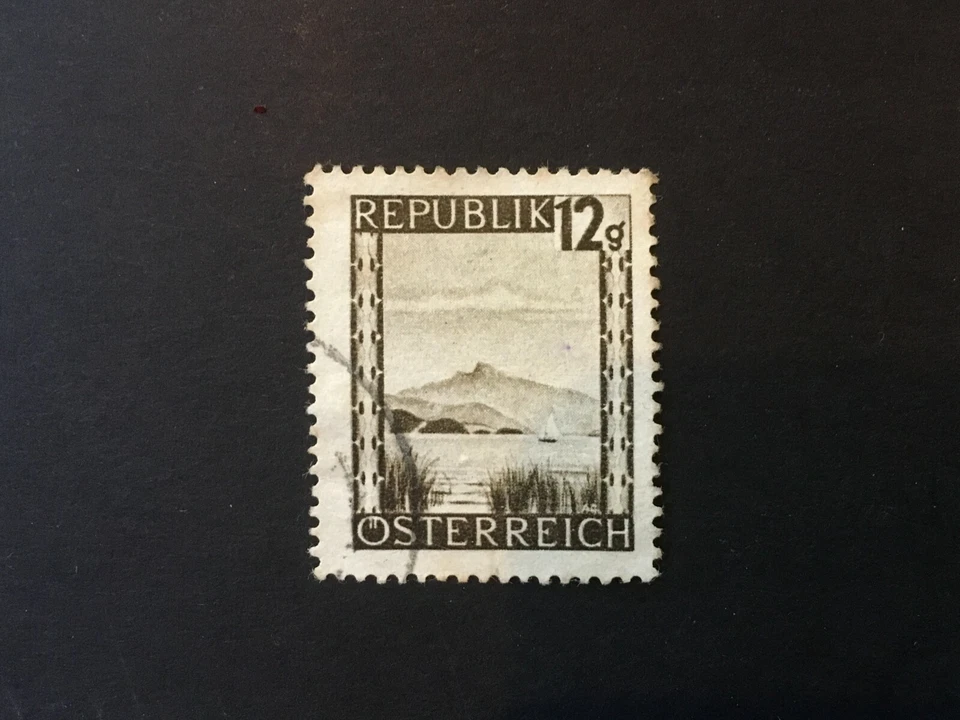 REPUBLIK 12g
ÖSTERREICH